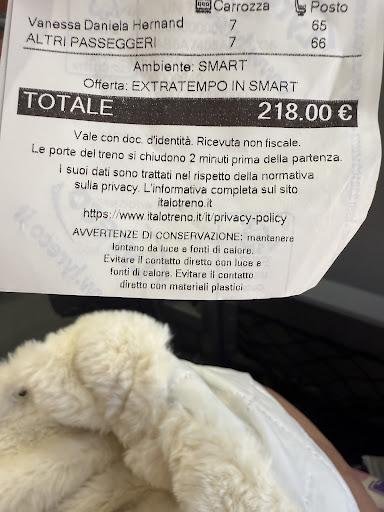 Carrozza Posto
Vanessa Daniela Hernand 7 65
ALTRI PASSEGGERI 7 66
Ambiente: SMART
Offerta: EXTRATEMPO IN SMART
TOTALE 218.00 €
Vale con doc. d'identità. Ricevuta non fiscale.
Le porte del treno si chiudono 2 minuti prima della partenza.
I suoi dati sono trattati nel rispetto della normativa
sulla privacy. L'informativa completa sul sito
italotreno.it
https://www.italotreno.it/it/privacy-policy
AVVERTENZE DI CONSERVAZIONE: mantenere
lontano da luce e fonti di calore.
Evitare il contatto diretto con luce e
fonti di calore. Evitare il contatto
diretto con materiali plastici